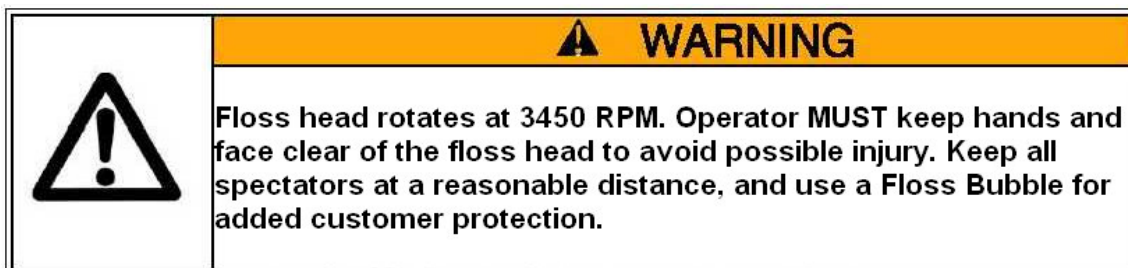 WARNING
Floss head rotates at 3450 RPM. Operator MUST keep hands and
face clear of the floss head to avoid possible injury. Keep all
spectators at a reasonable distance, and use a Floss Bubble for
added customer protection.